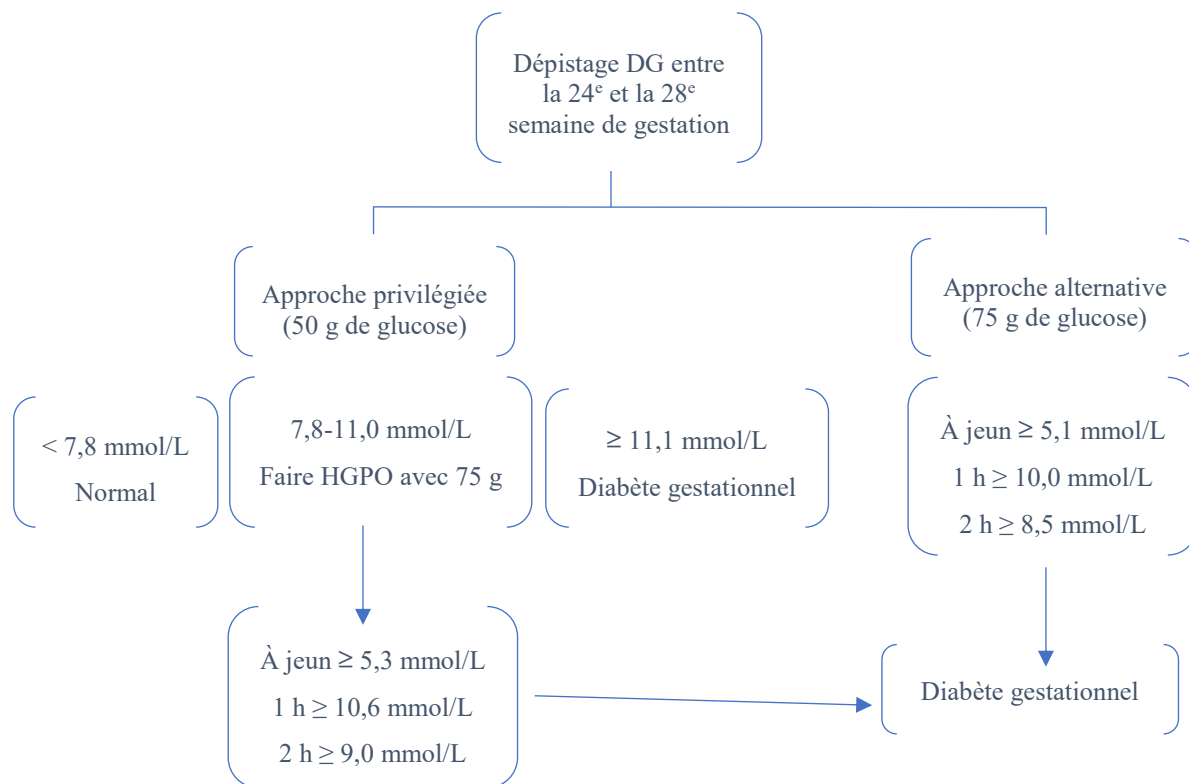 Dépistage DG entre
la 24e et la 28e
semaine de gestation
Approche privilégiée
(50 g de glucose)
Approche alternative
(75 g de glucose)
< 7,8 mmol/L
Normal
7,8-11,0 mmol/L
Faire HGPO avec 75 g
≥ 11,1 mmol/L
Diabète gestationnel
À jeun ≥ 5,1 mmol/L
1 h ≥ 10,0 mmol/L
2 h ≥ 8,5 mmol/L
À jeun ≥ 5,3 mmol/L
1 h ≥ 10,6 mmol/L
2 h ≥ 9,0 mmol/L
Diabète gestationnel